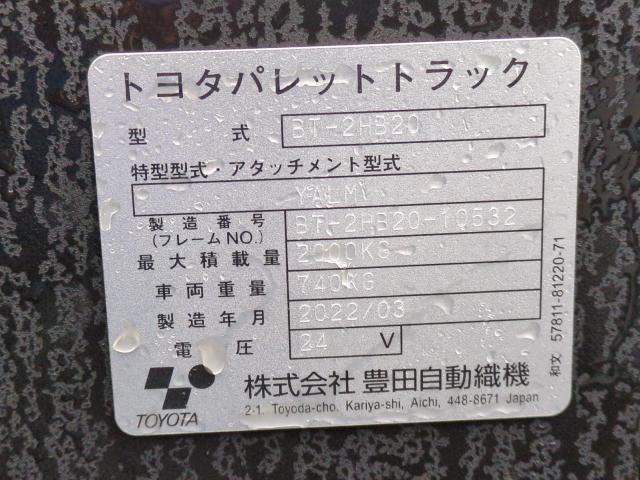 トヨタパレットトラック
型式 BT-2HB20
特型型式・アタッチメント型式
YALM
製造番号 (フレームNO.) BT-2HB20-10532
最大積載量 2000KG
車両重量 740KG
製造年月 2022/03
電圧 24 V
和文 57811-81220-71
TOYOTA
株式会社 豊田自動織機
2-1. Toyoda-cho. Kariya-shi, Aichi, 448-8671 Japan